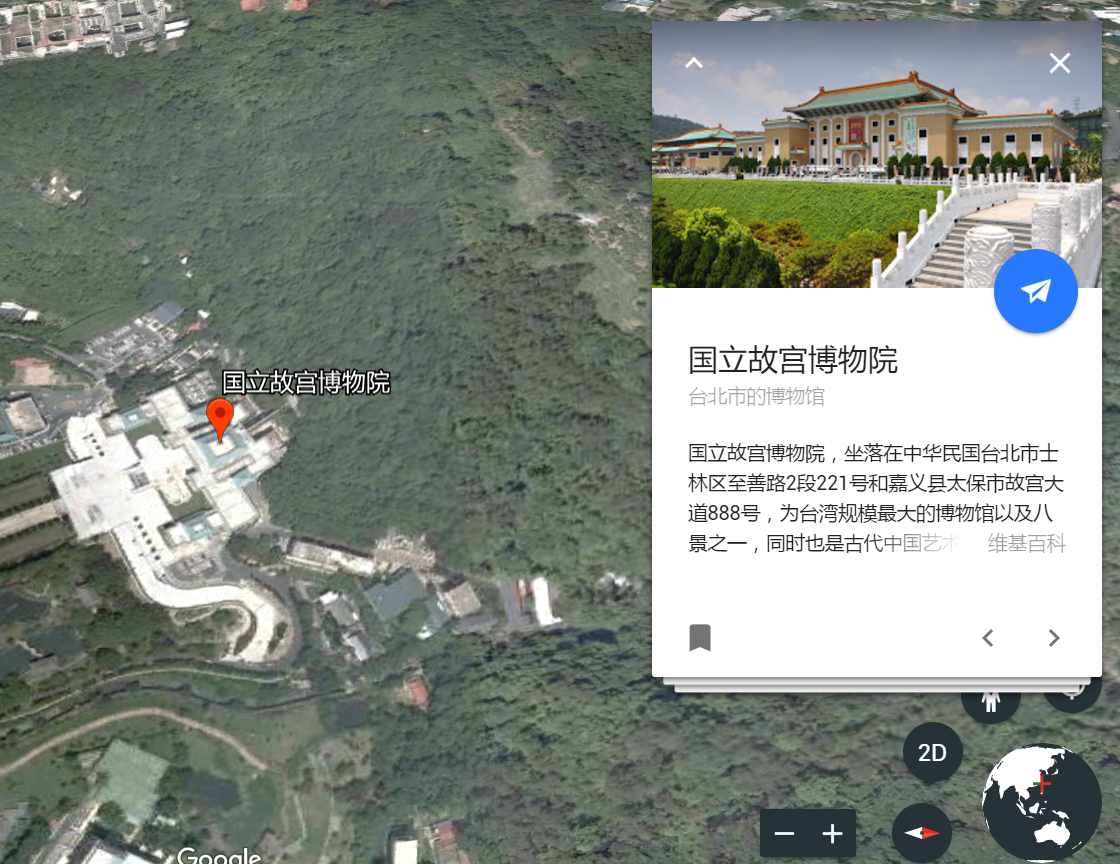 国立故宫博物院
国立故宫博物院
台北市的博物馆
国立故宫博物院，坐落在中华民国台北市士
林区至善路2段221号和嘉义县太保市故宫大
道888号，为台湾规模最大的博物馆以及八
景之一，同时也是古代中国艺术 维基百科
2D
Google